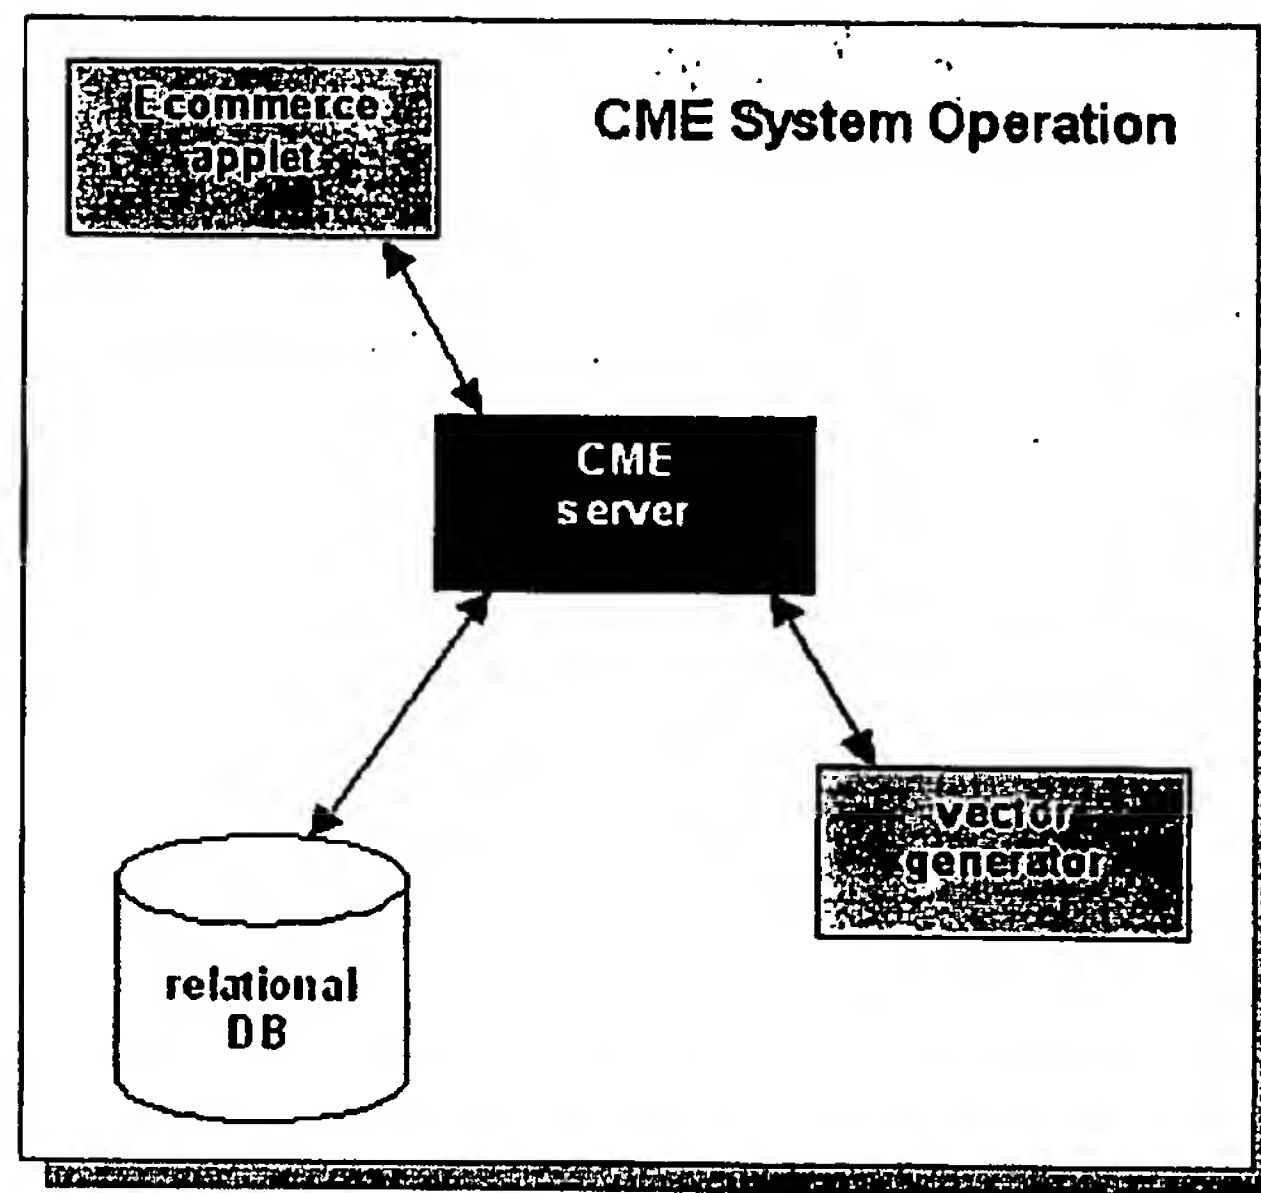 Ecommerce
applet
CME System Operation
CME
server
vector
generator
relational
DB